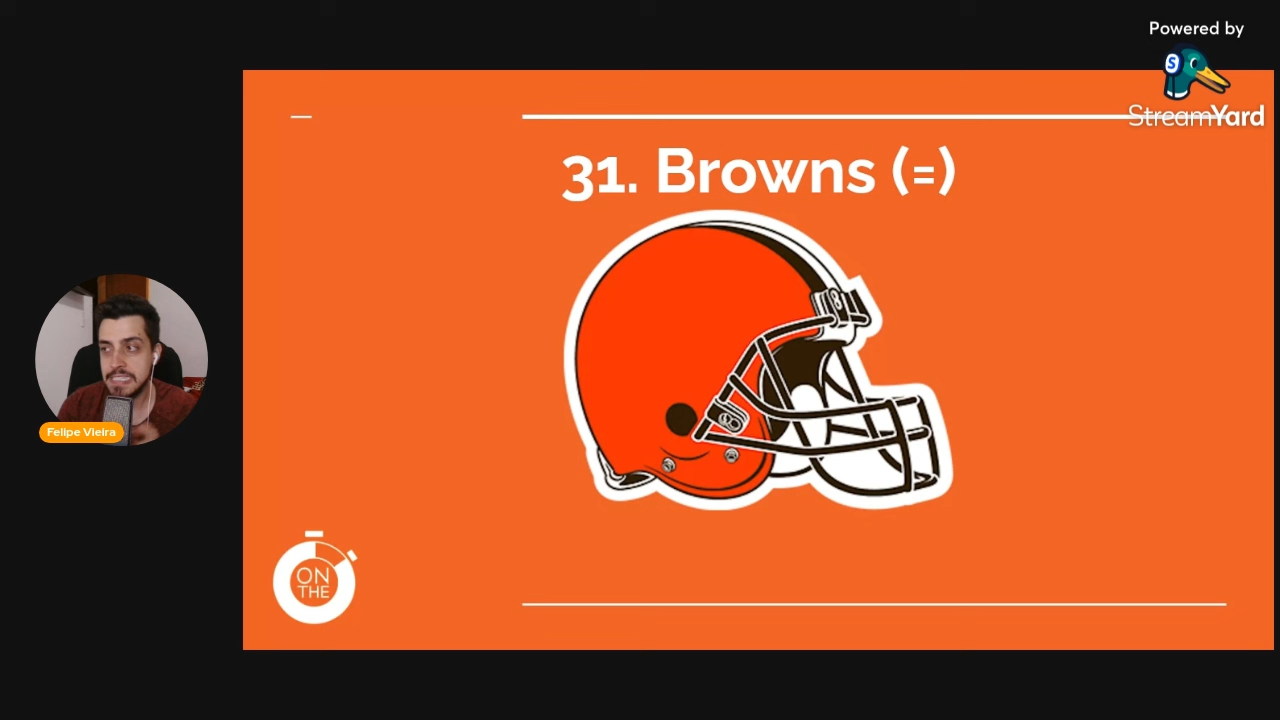 Powered by
S
StreamYard
31. Browns (=)
Felipe Vieira
ON
THE